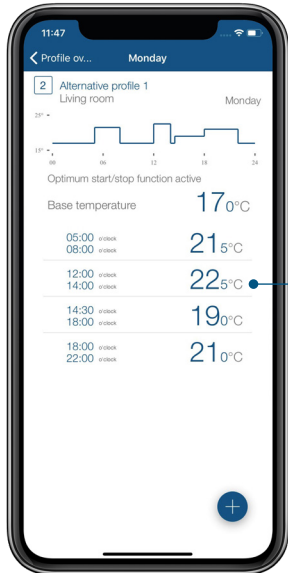 11:47
Profile ov... Monday
2 Alternative profile 1
Living room Monday
25°
15°
00 06 12 18 24
Optimum start/stop function active
Base temperature 17 0°C
05:00 o'clock
08:00 o'clock
21 5°C
12:00 o'clock
14:00 o'clock
22 5°C
14:30 o'clock
18:00 o'clock
19 0°C
18:00 o'clock
22:00 o'clock
21 0°C